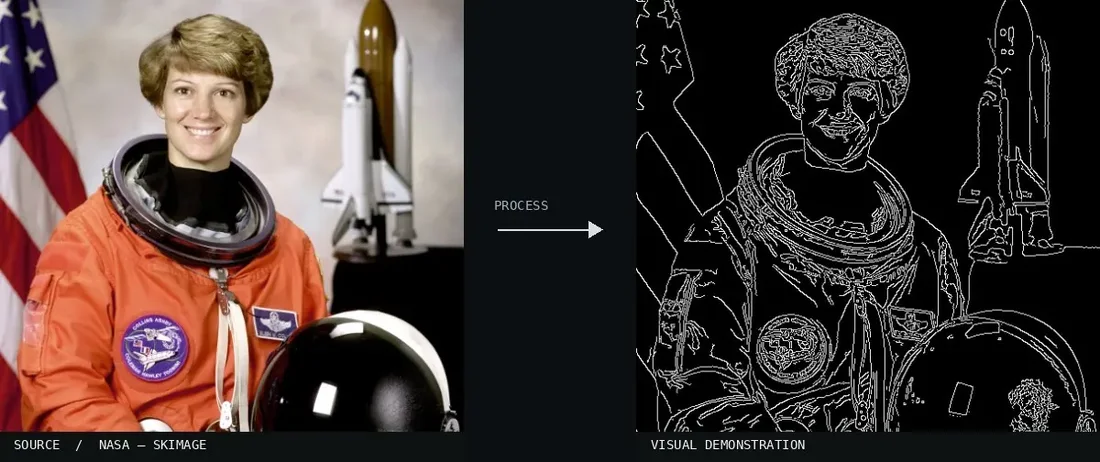 PROCESS
SOURCE / NASA — SKIMAGE
VISUAL DEMONSTRATION